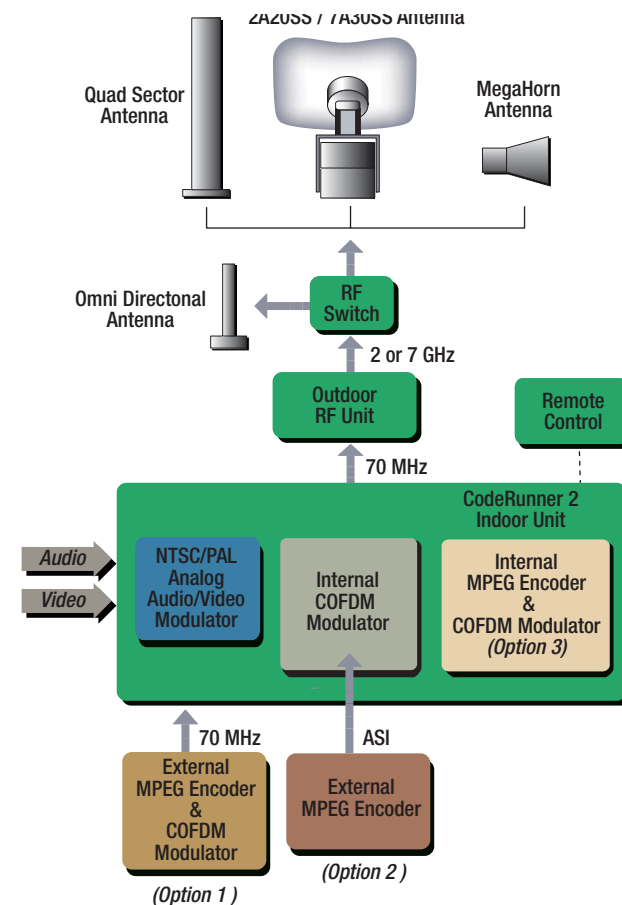 2A20SS / 7A30SS Antenna
Quad Sector
Antenna
MegaHorn
Antenna
Omni Directonal
Antenna
RF
Switch
2 or 7 GHz
Outdoor
RF Unit
Remote
Control
70 MHz
CodeRunner 2
Indoor Unit
Audio
Video
NTSC/PAL
Analog
Audio/Video
Modulator
Internal
COFDM
Modulator
Internal
MPEG Encoder
&
COFDM Modulator
(Option 3)
70 MHz
ASI
External
MPEG Encoder
&
COFDM
Modulator
(Option 1 )
External
MPEG Encoder
(Option 2 )